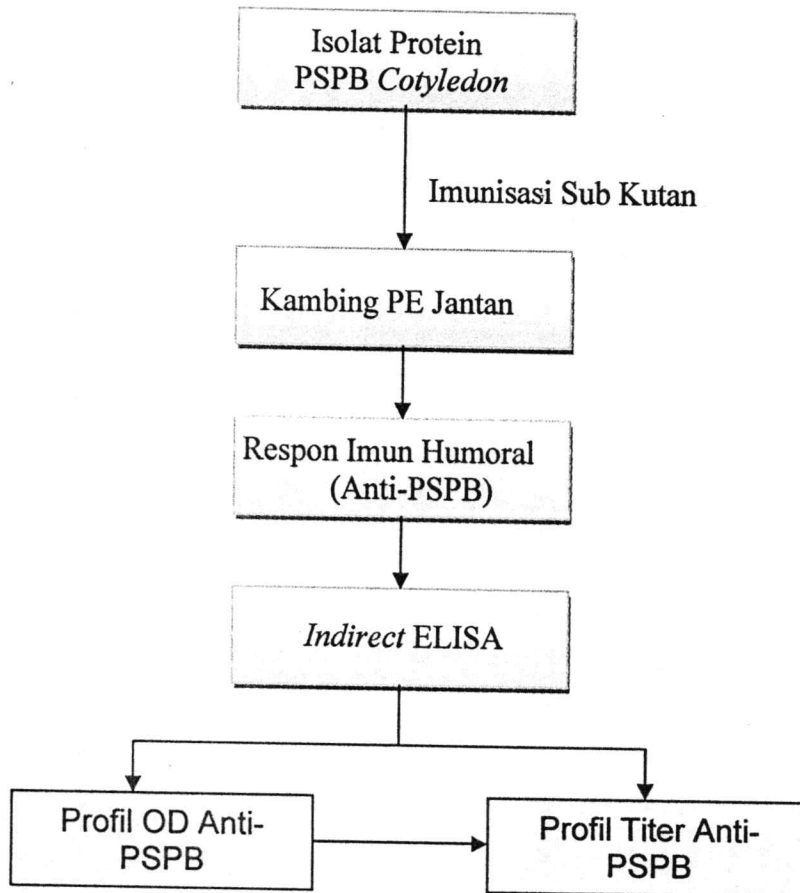 Isolat Protein
PSPB Cotyledon
Imunisasi Sub Kutan
Kambing PE Jantan
Respon Imun Humoral
(Anti-PSPB)
Indirect ELISA
Profil OD Anti-
PSPB
Profil Titer Anti-
PSPB